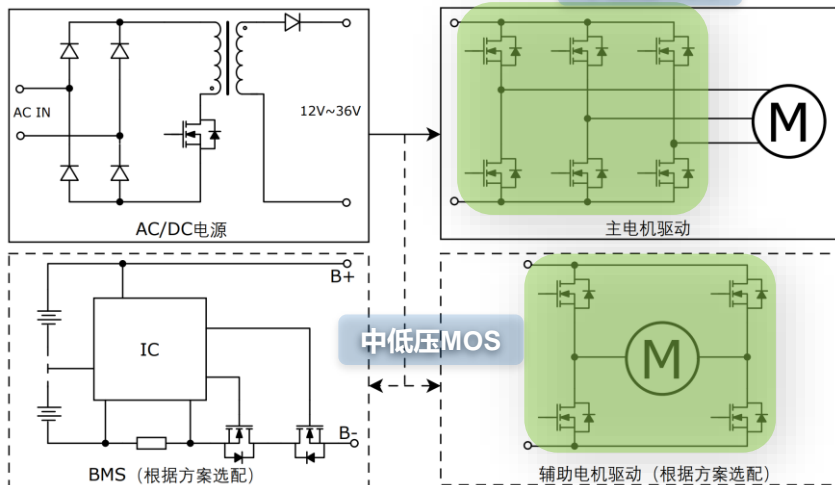 AC IN
12V~36V
AC/DC电源
M
主电机驱动
B+
IC
中低压MOS
M
B-
BMS（根据方案选配）
辅助电机驱动（根据方案选配）